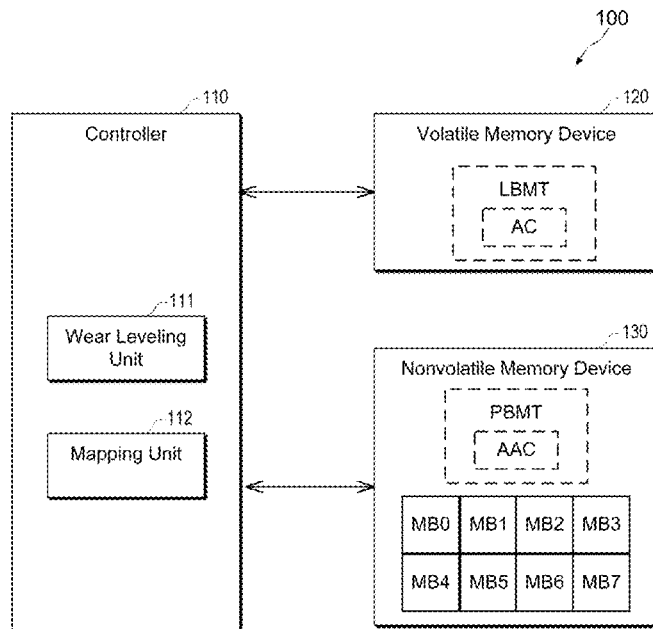 100
110
Controller
111
Wear Leveling
Unit
112
Mapping Unit
120
Volatile Memory Device
LBMT
AC
130
Nonvolatile Memory Device
PBMT
AAC
MB0 MB1 MB2 MB3
MB4 MB5 MB6 MB7